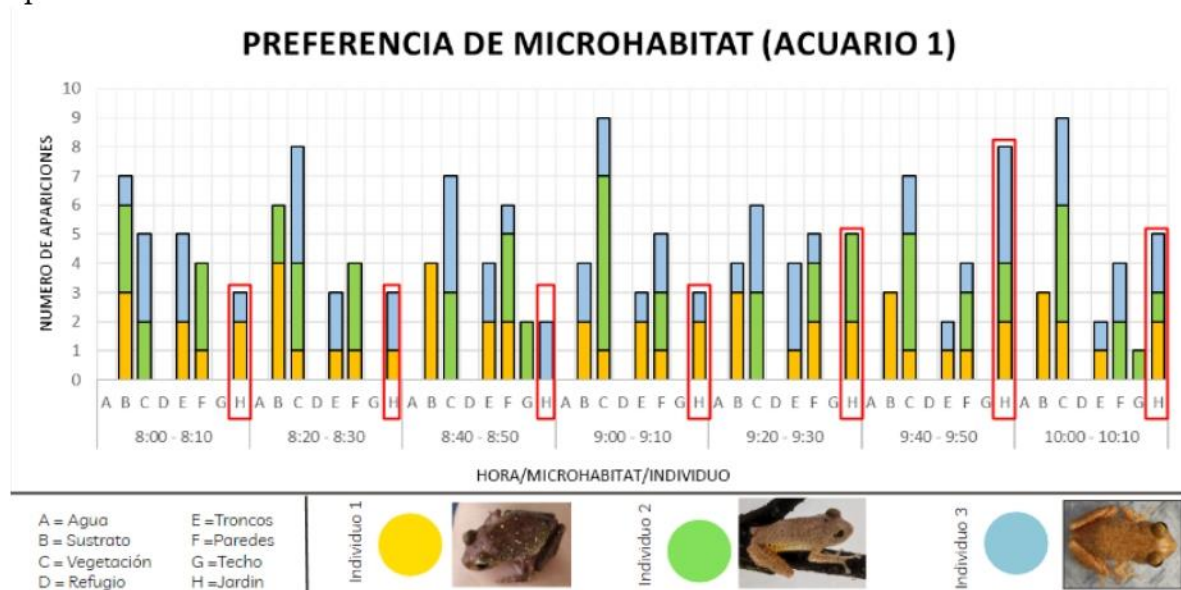 PREFERENCIA DE MICROHABITAT (ACUARIO 1)
NUMERO DE APARICIONES
10
9
8
7
6
5
4
3
2
1
0
A B C D E F G H A B C D E F G H A B C D E F G H A B C D E F G H A B C D E F G H A B C D E F G H A B C D E F G H
8:00 - 8:10 8:20 - 8:30 8:40 - 8:50 9:00 - 9:10 9:20 - 9:30 9:40 - 9:50 10:00 - 10:10
HORA/MICROHABITAT/INDIVIDUO
A = Agua
B = Sustrato
C = Vegetación
D = Refugio
E =Troncos
F =Paredes
G =Techo
H =Jardin
Individuo 1
Individuo 2
Individuo 3